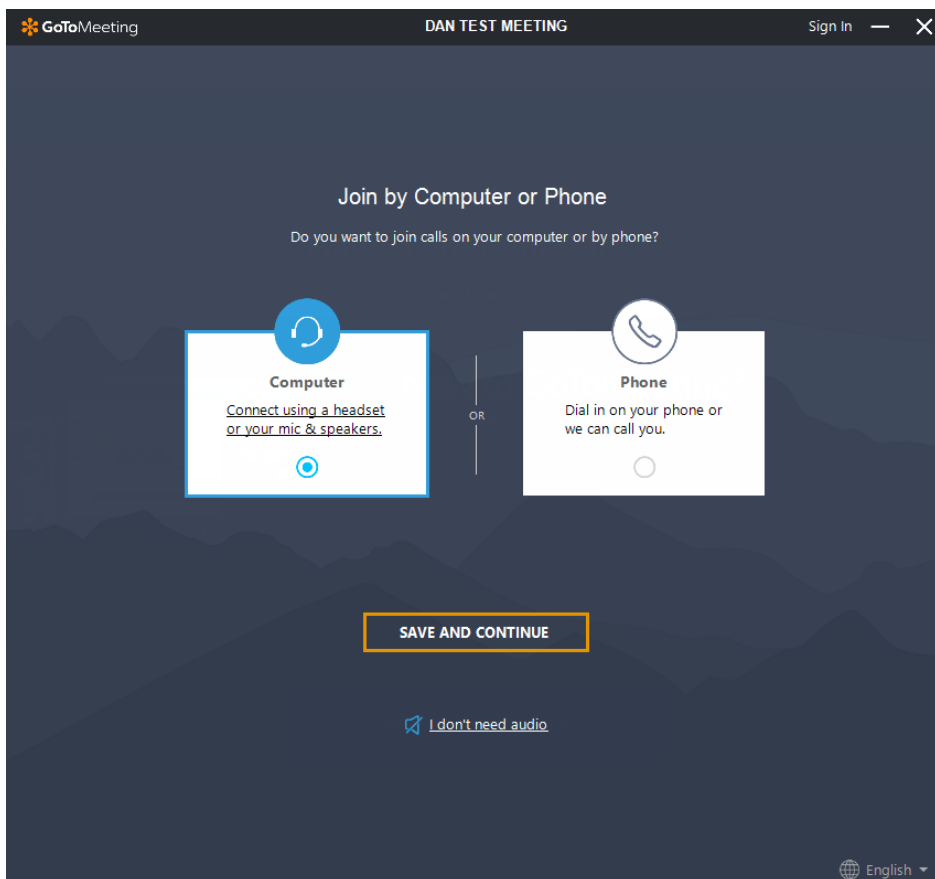 GoToMeeting
DAN TEST MEETING
Sign In
Join by Computer or Phone
Do you want to join calls on your computer or by phone?
Computer
Connect using a headset
or your mic & speakers.
OR
Phone
Dial in on your phone or
we can call you.
SAVE AND CONTINUE
I don't need audio
English